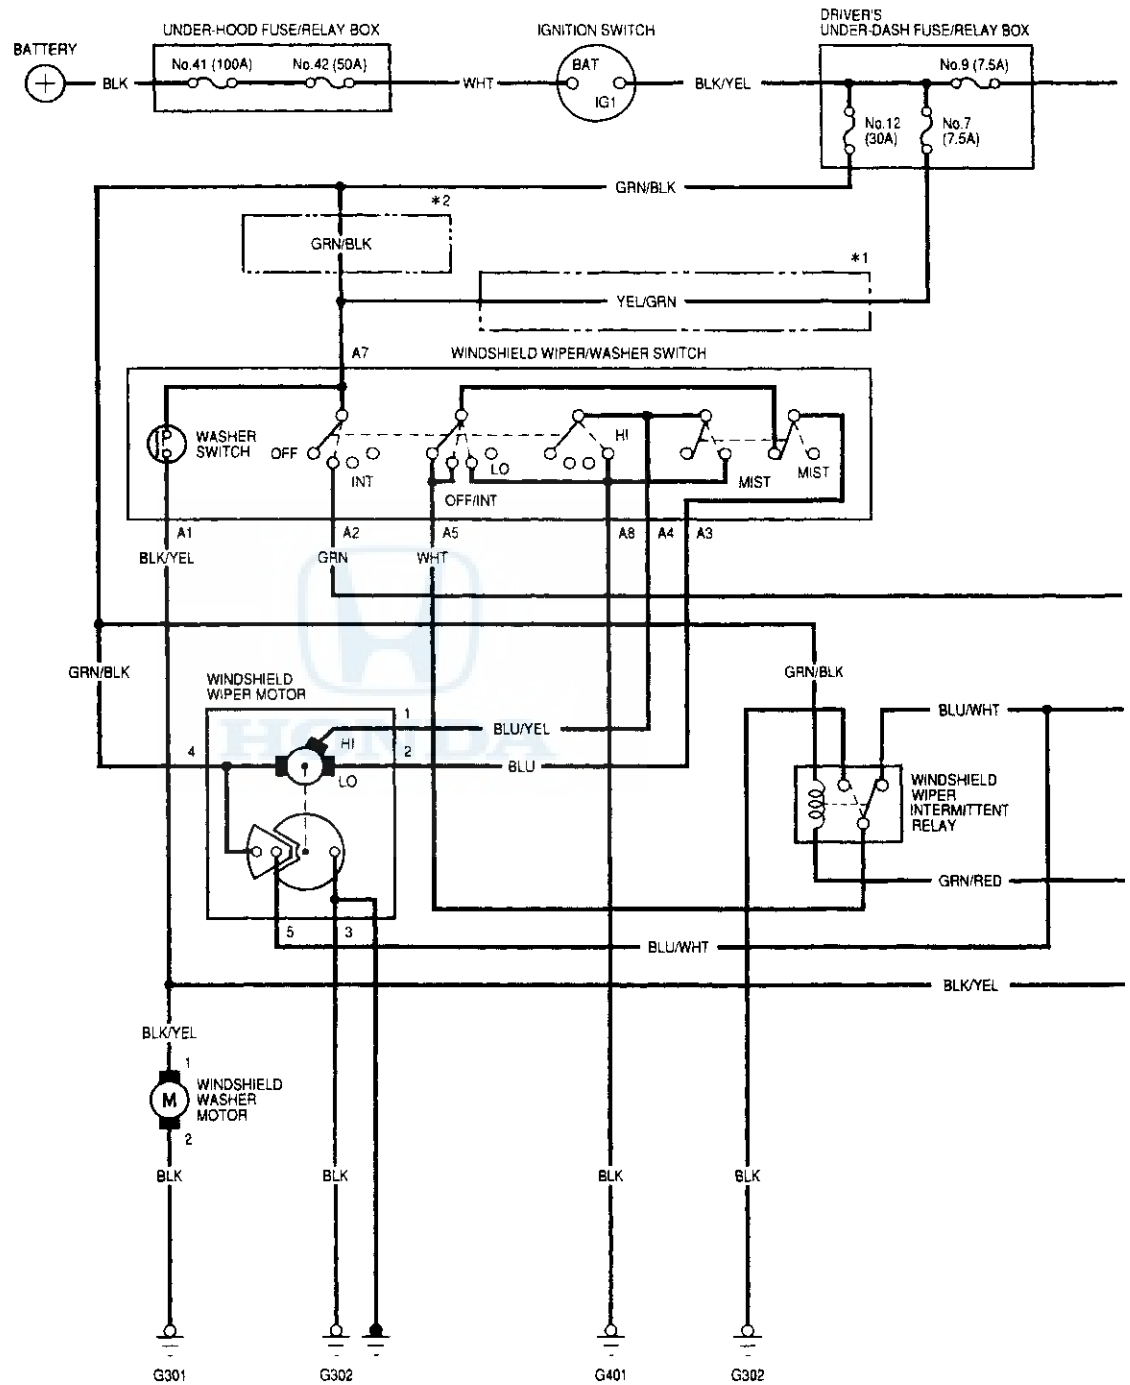 DRIVER'S
UNDER-HOOD FUSE/RELAY BOX
IGNITION SWITCH
UNDER-DASH FUSE/RELAY BOX
BATTERY
No.41 (100A)
No.42 (50A)
BAT
No.9 (7.5A)
BLK
WHT
BLK/YEL
IG1
No.12
(30A)
No.7
(7.5A)
GRN/BLK
*2
GRN/BLK
*1
YEL/GRN
A7
WINDSHIELD WIPER/WASHER SWITCH
WASHER
SWITCH
OFF
INT
LO
OFF/INT
HI
MIST
MIST
A1
A2
A5
A8
A4
A3
BLK/YEL
GRN
WHT
GRN/BLK
GRN/BLK
WINDSHIELD
WIPER MOTOR
HONDA
1
BLU/YEL
BLU/WHT
4
HI
2
BLU
LO
WINDSHIELD
WIPER
INTERMITTENT
RELAY
GRN/RED
5
3
BLU/WHT
BLK/YEL
BLK/YEL
1
M
WINDSHIELD
WASHER
MOTOR
2
BLK
BLK
BLK
BLK
G301
G302
G401
G302